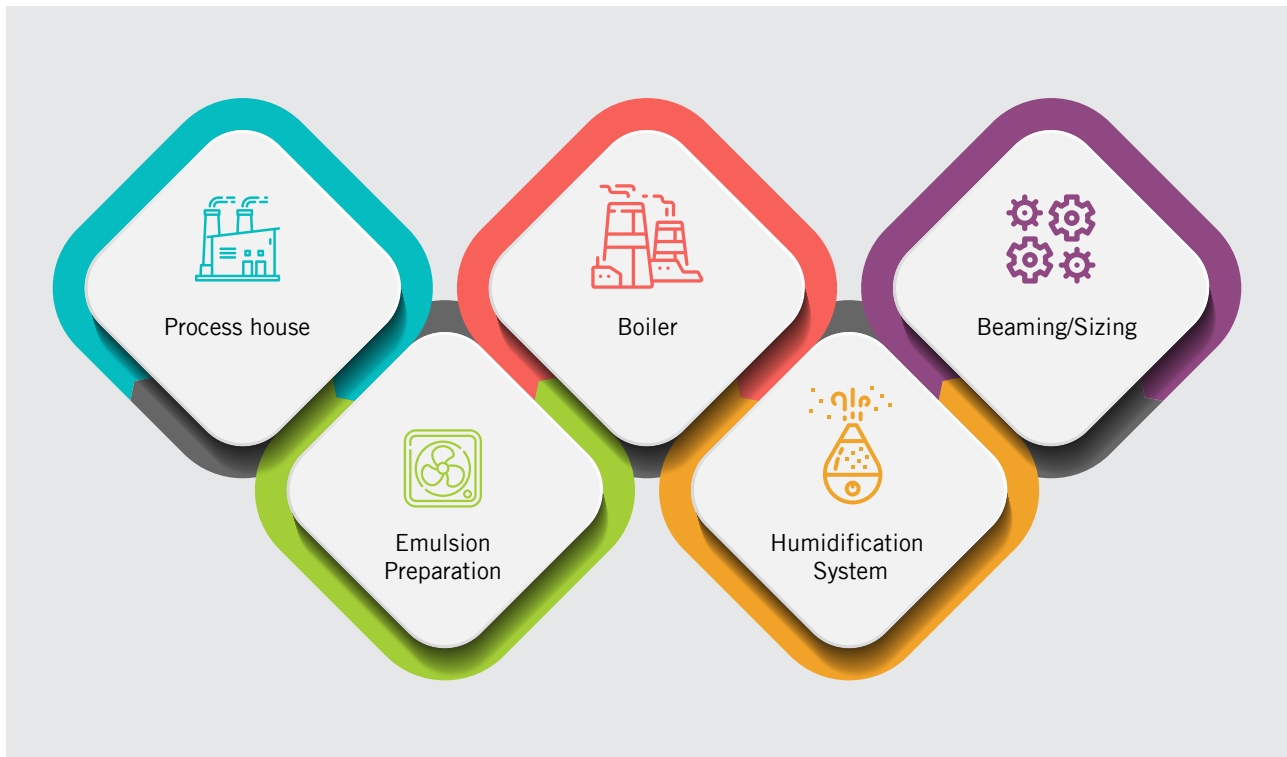 Process house
Boiler
Beaming/Sizing
Emulsion
Preparation
Humidification
System